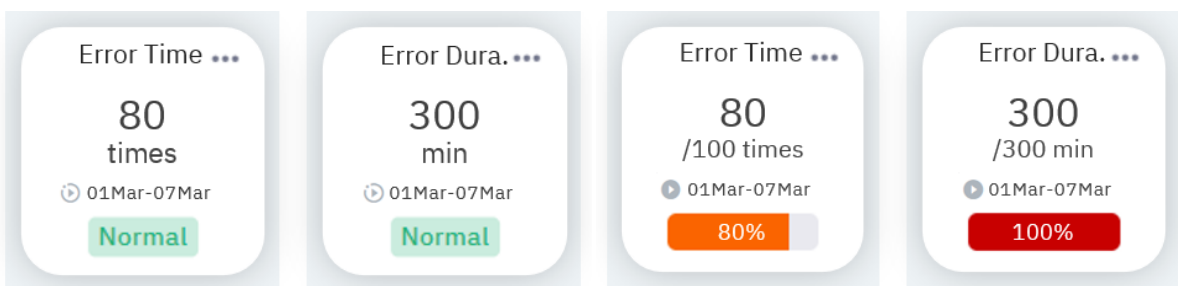 Error Time ...
80
times
01Mar-07Mar
Normal
Error Dura. ...
300
min
01Mar-07Mar
Normal
Error Time ...
80
/100 times
01Mar-07Mar
80%
Error Dura. ...
300
/300 min
01Mar-07Mar
100%